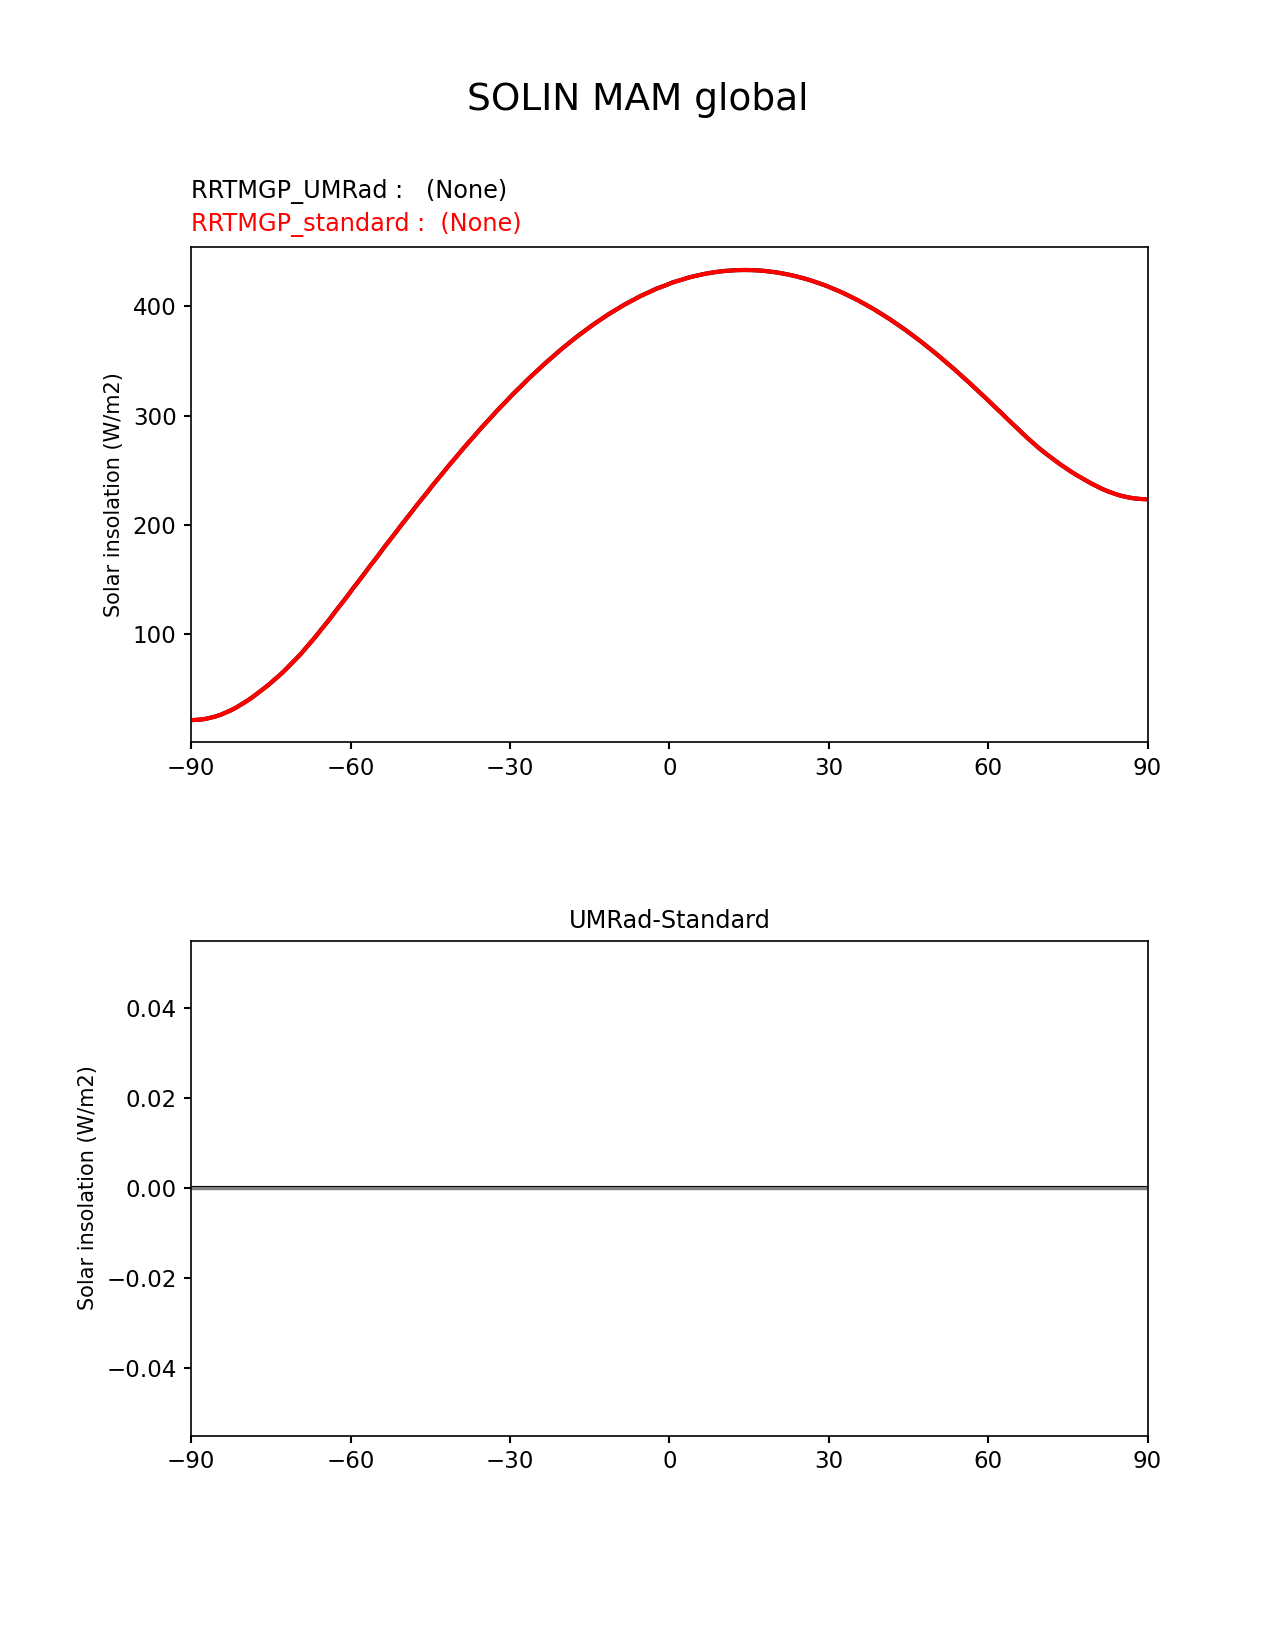 SOLIN MAM global
RRTMGP_UMRad :   (None)
RRTMGP_standard :  (None)
Solar insolation (W/m2)
400
300
200
100
−90 −60 −30 0 30 60 90
UMRad-Standard
Solar insolation (W/m2)
0.04
0.02
0.00
−0.02
−0.04
−90 −60 −30 0 30 60 90